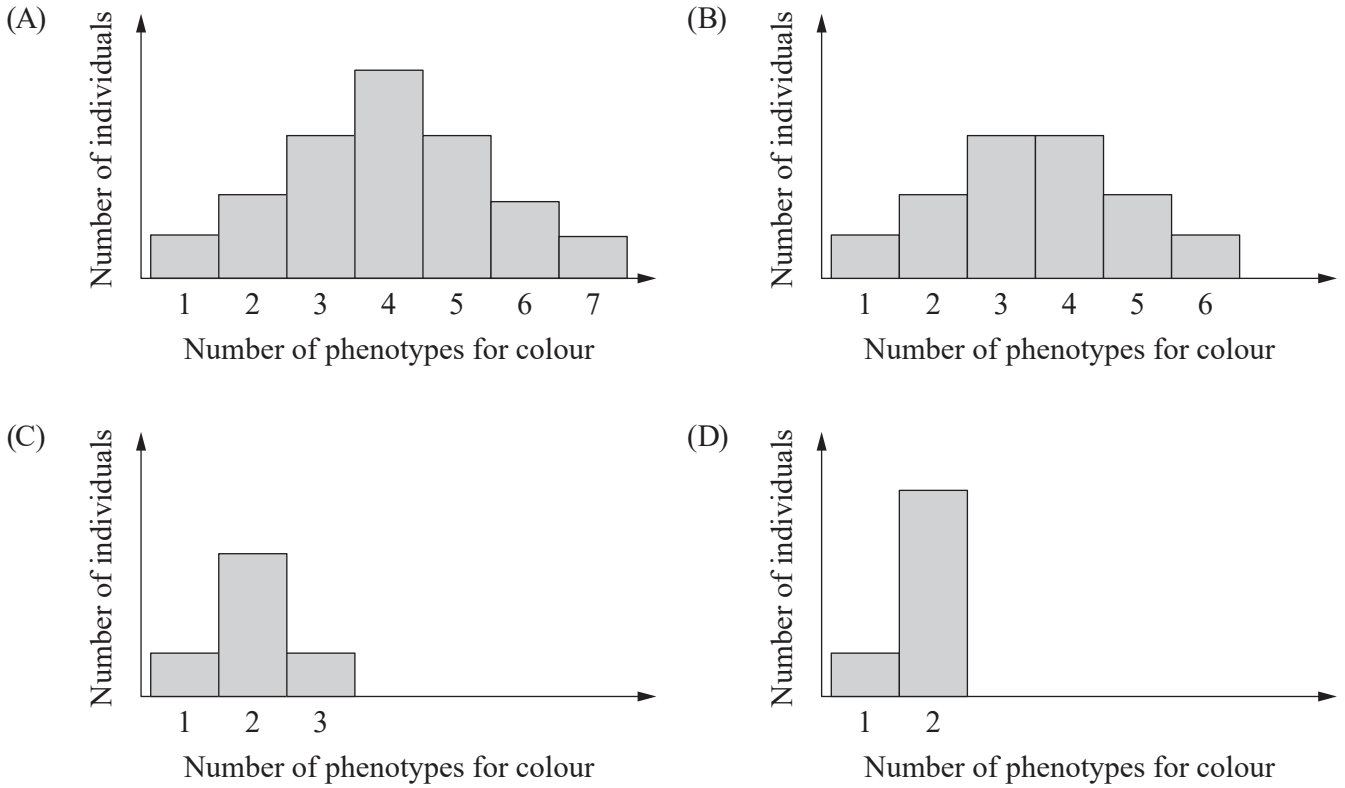 (A)
Number of individuals
1 2 3 4 5 6 7
Number of phenotypes for colour
(B)
Number of individuals
1 2 3 4 5 6
Number of phenotypes for colour
(C)
Number of individuals
1 2 3
Number of phenotypes for colour
(D)
Number of individuals
1 2
Number of phenotypes for colour